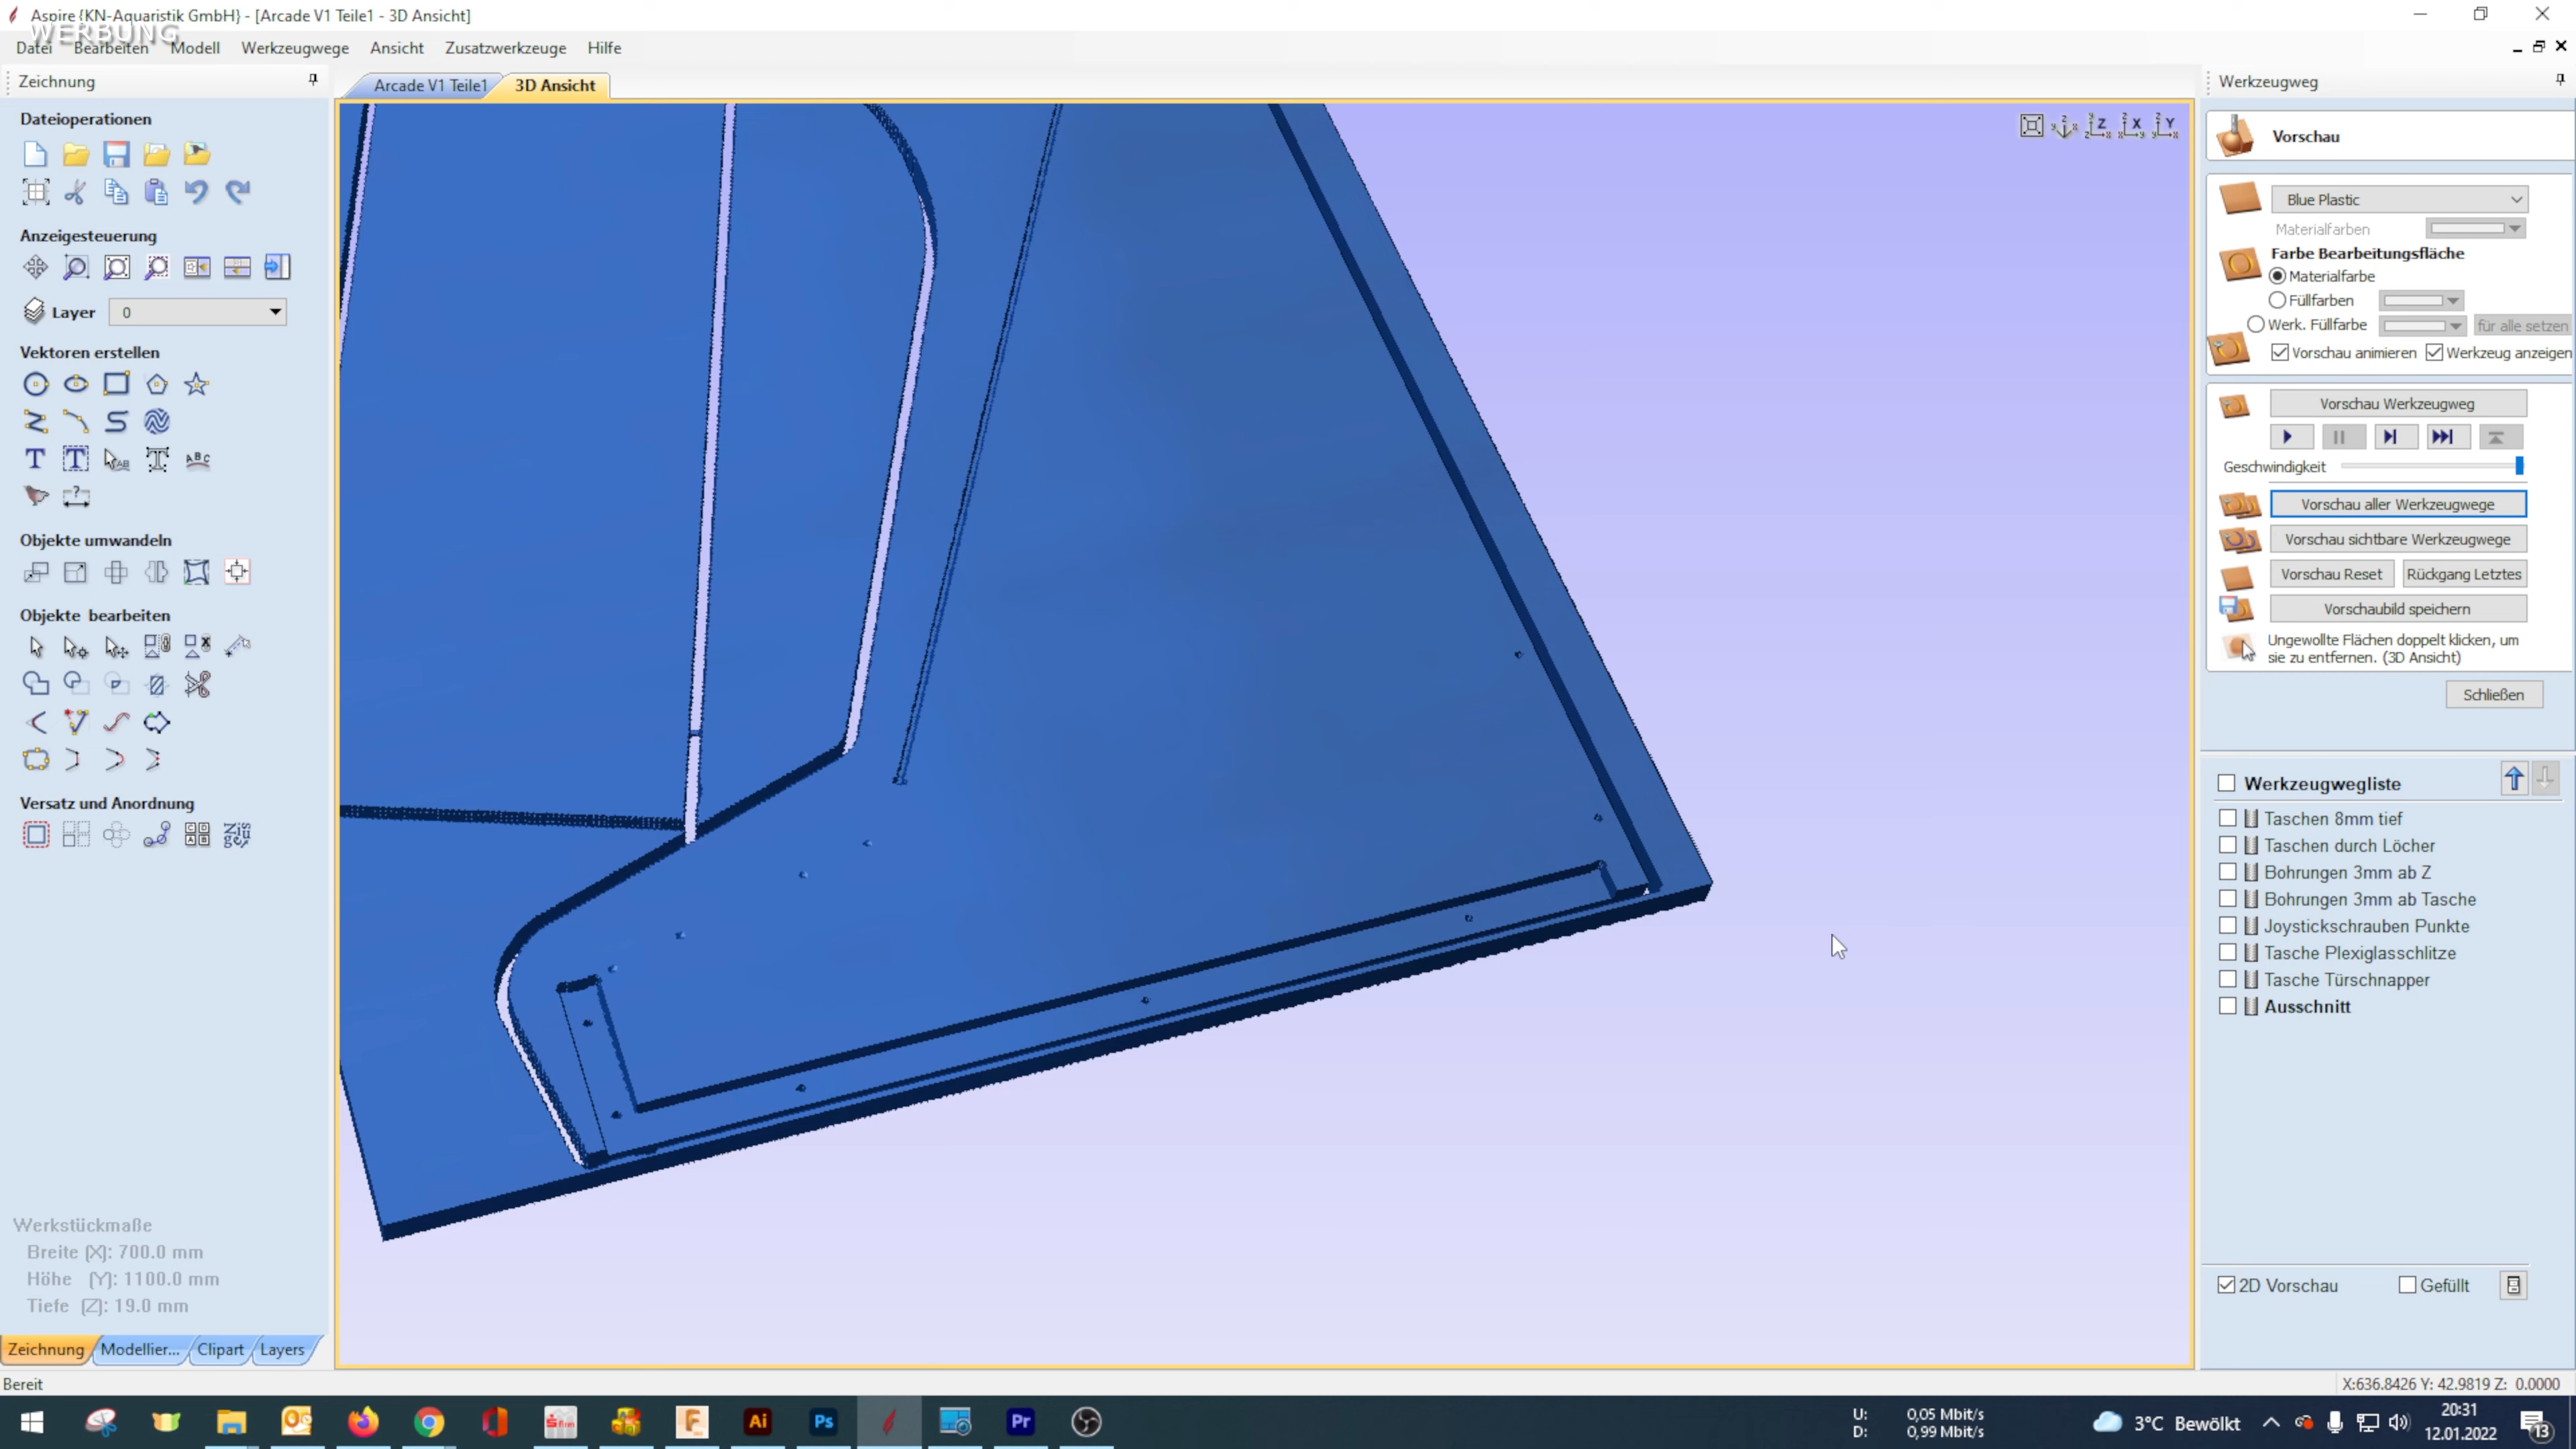 Aspire {KN-Aquaristik GmbH} - [Arcade V1 Teile1 - 3D Ansicht]
WERBUNG
Datei Bearbeiten Modell Werkzeugwege Ansicht Zusatzwerkzeuge Hilfe
Zeichnung
Arcade V1 Teile1
3D Ansicht
Werkzeugweg
Dateioperationen
Anzeigesteuerung
Layer 0
Vektoren erstellen
Objekte umwandeln
Objekte bearbeiten
Versatz und Anordnung
Werkstückmaße
Breite (X): 700.0 mm
Höhe (Y): 1100.0 mm
Tiefe (Z): 19.0 mm
Zeichnung Modellier... Clipart Layers
Bereit
Vorschau
Blue Plastic
Materialfarben
Farbe Bearbeitungsfläche
Materialfarbe
Füllfarben
Werk. Füllfarbe für alle setzen
Vorschau animieren Werkzeug anzeigen
Vorschau Werkzeugweg
Geschwindigkeit
Vorschau aller Werkzeugwege
Vorschau sichtbare Werkzeugwege
Vorschau Reset Rückgang Letztes
Vorschaubild speichern
Ungewollte Flächen doppelt klicken, um
sie zu entfernen. (3D Ansicht)
Schließen
Werkzeugwegliste
Taschen 8mm tief
Taschen durch Löcher
Bohrungen 3mm ab Z
Bohrungen 3mm ab Tasche
Joystickschrauben Punkte
Tasche Plexiglasschlitze
Tasche Türschnapper
Ausschnitt
2D Vorschau Gefüllt
X:636.8426 Y: 42.9819 Z: 0.0000
U: 0,05 Mbit/s
D: 0,99 Mbit/s
3°C Bewölkt
20:31
12.01.2022
13